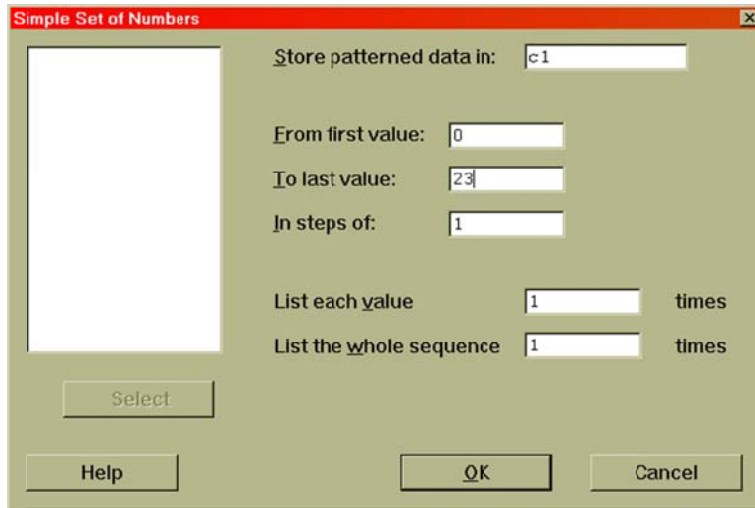 Simple Set of Numbers
Store patterned data in: c1
From first value: 0
To last value: 23
In steps of: 1
List each value 1 times
List the whole sequence 1 times
Select
Help OK Cancel